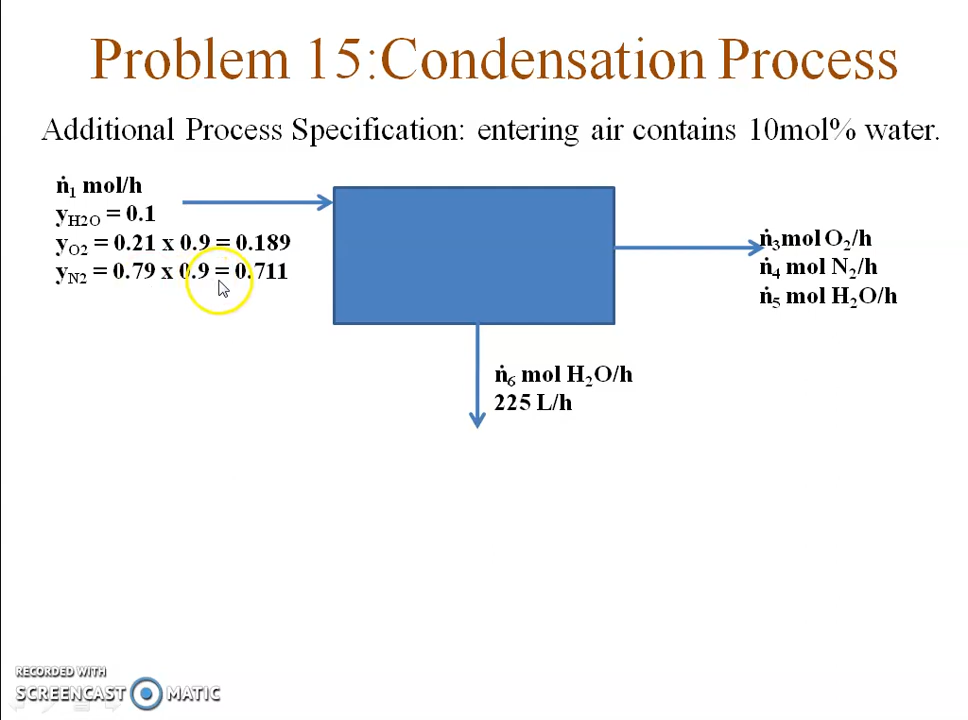 Problem 15:Condensation Process
Additional Process Specification: entering air contains 10mol% water.
ṅ₁ mol/h
y_H2O = 0.1
y_O2 = 0.21 x 0.9 = 0.189
y_N2 = 0.79 x 0.9 = 0.711
ṅ₃mol O₂/h
ṅ₄ mol N₂/h
ṅ₅ mol H₂O/h
ṅ₆ mol H₂O/h
225 L/h
RECORDED WITH
SCREENCAST MATIC